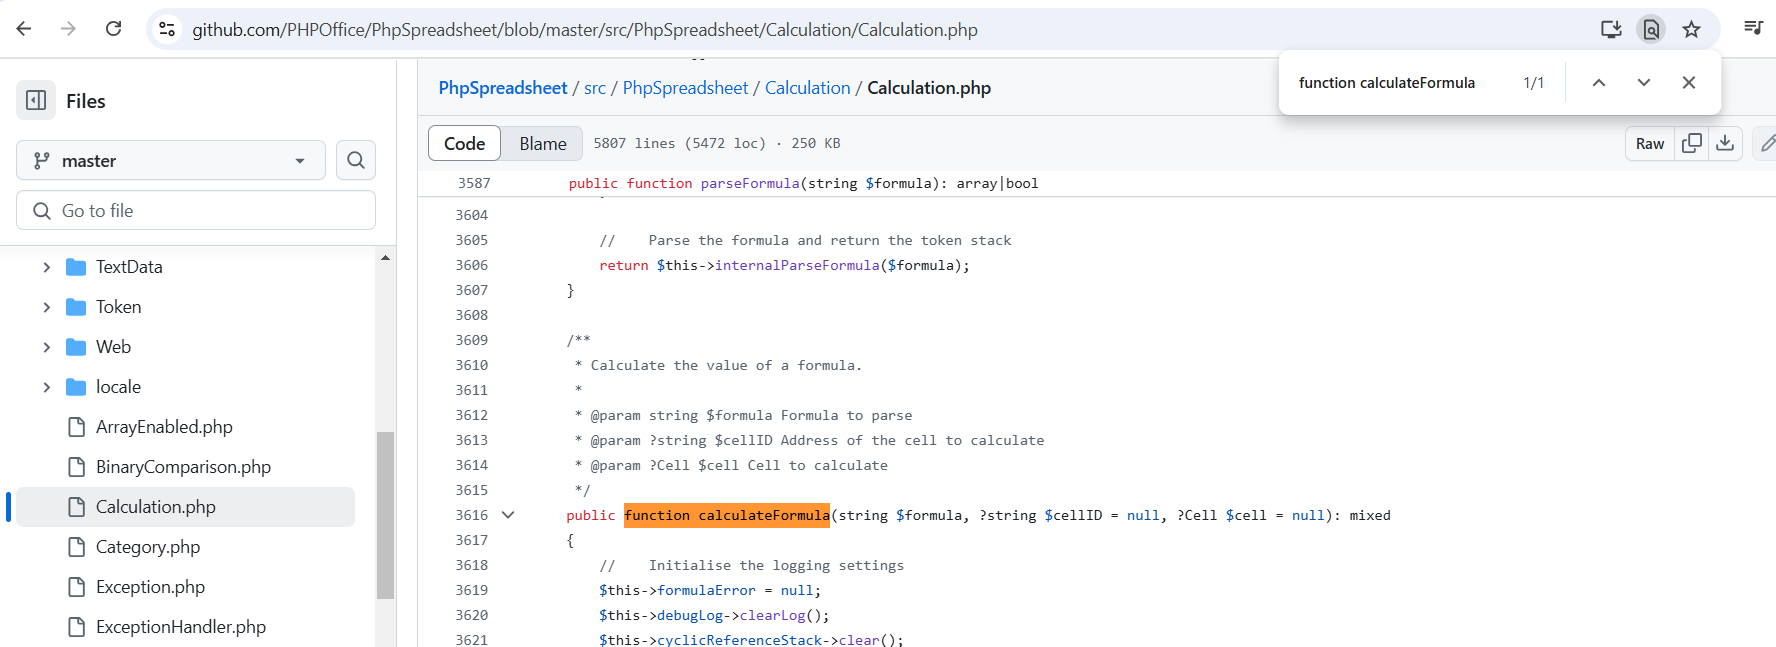 github.com/PHPOffice/PhpSpreadsheet/blob/master/src/PhpSpreadsheet/Calculation/Calculation.php
function calculateFormula 1/1
Files
master
Go to file
TextData
Token
Web
locale
ArrayEnabled.php
BinaryComparison.php
Calculation.php
Category.php
Exception.php
ExceptionHandler.php
PhpSpreadsheet / src / PhpSpreadsheet / Calculation / Calculation.php
Code Blame 5807 lines (5472 loc) · 250 KB Raw
3587 public function parseFormula(string $formula): array|bool
3604
3605 // Parse the formula and return the token stack
3606 return $this->internalParseFormula($formula);
3607 }
3608
3609 /**
3610 * Calculate the value of a formula.
3611 *
3612 * @param string $formula Formula to parse
3613 * @param ?string $cellID Address of the cell to calculate
3614 * @param ?Cell $cell Cell to calculate
3615 */
3616 public function calculateFormula(string $formula, ?string $cellID = null, ?Cell $cell = null): mixed
3617 {
3618 // Initialise the logging settings
3619 $this->formulaError = null;
3620 $this->debugLog->clearLog();
3621 $this->cyclicReferenceStack->clear();